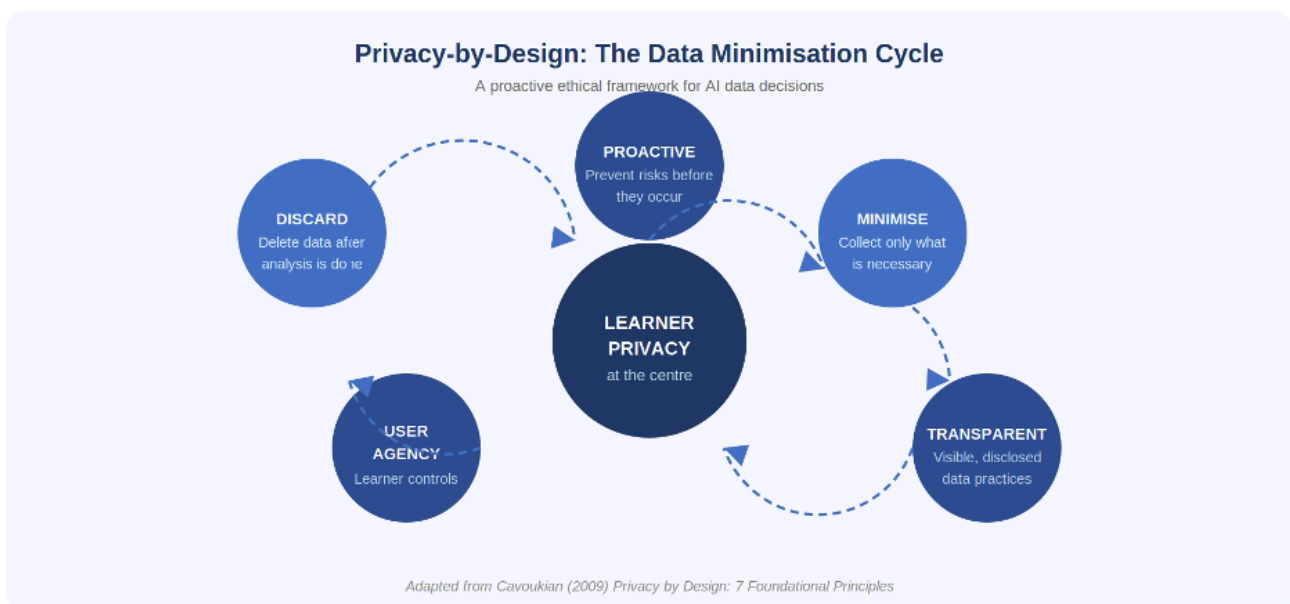 Privacy-by-Design: The Data Minimisation Cycle
A proactive ethical framework for AI data decisions
PROACTIVE
Prevent risks before
they occur
DISCARD
Delete data after
analysis is done
MINIMISE
Collect only what
is necessary
LEARNER
PRIVACY
at the centre
USER
AGENCY
Learner controls
TRANSPARENT
Visible, disclosed
data practices
Adapted from Cavoukian (2009) Privacy by Design: 7 Foundational Principles